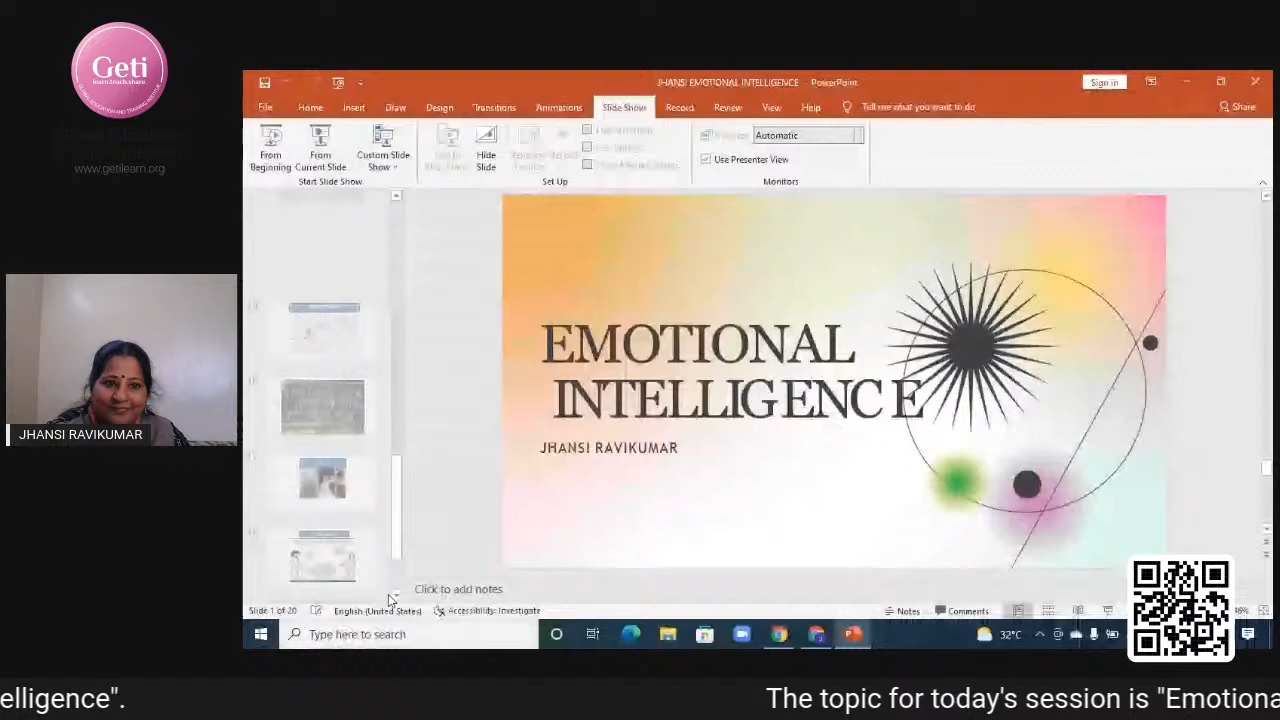 Geti
learn.teach.share.
www.getilearn.org
JHANSI RAVIKUMAR
JHANSI EMOTIONAL INTELLIGENCE - PowerPoint
Sign in
File Home Insert Draw Design Transitions Animations Slide Show Record Review View Help Tell me what you want to do Share
From Beginning
From Current Slide
Custom Slide Show
Hide Slide
Automatic
Use Presenter View
Start Slide Show
Set Up
Monitors
EMOTIONAL
INTELLIGENCE
JHANSI RAVIKUMAR
Click to add notes
Slide 1 of 20 English (United States) Accessibility: Investigate Notes Comments
Type here to search
32°C
elligence". The topic for today's session is "Emotiona